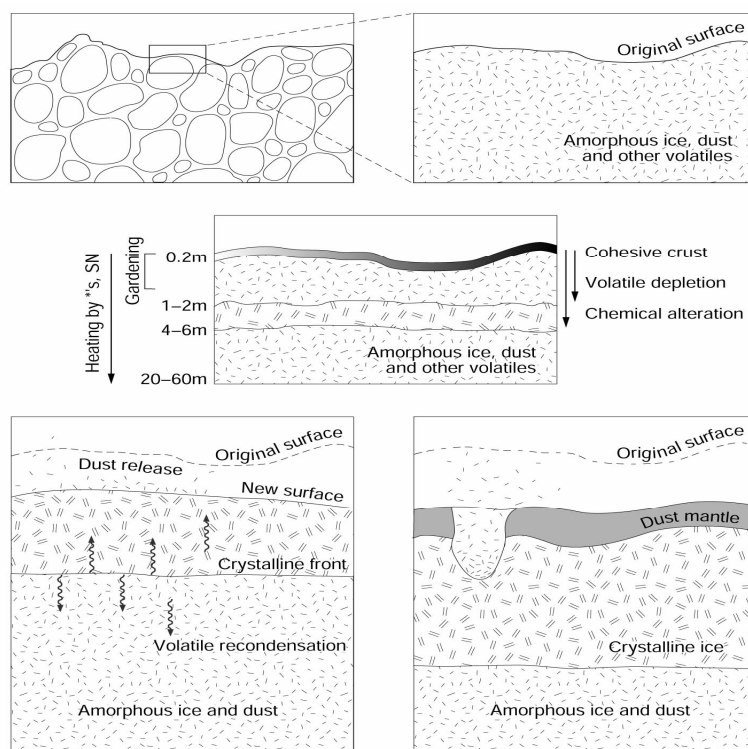 Original surface
Amorphous ice, dust
and other volatiles
Heating by *'s, SN
Gardening
0.2m
1–2m
4–6m
20–60m
Cohesive crust
Volatile depletion
Chemical alteration
Amorphous ice, dust
and other volatiles
Original surface
Dust release
New surface
Crystalline front
Volatile recondensation
Amorphous ice and dust
Original surface
Dust mantle
Crystalline ice
Amorphous ice and dust